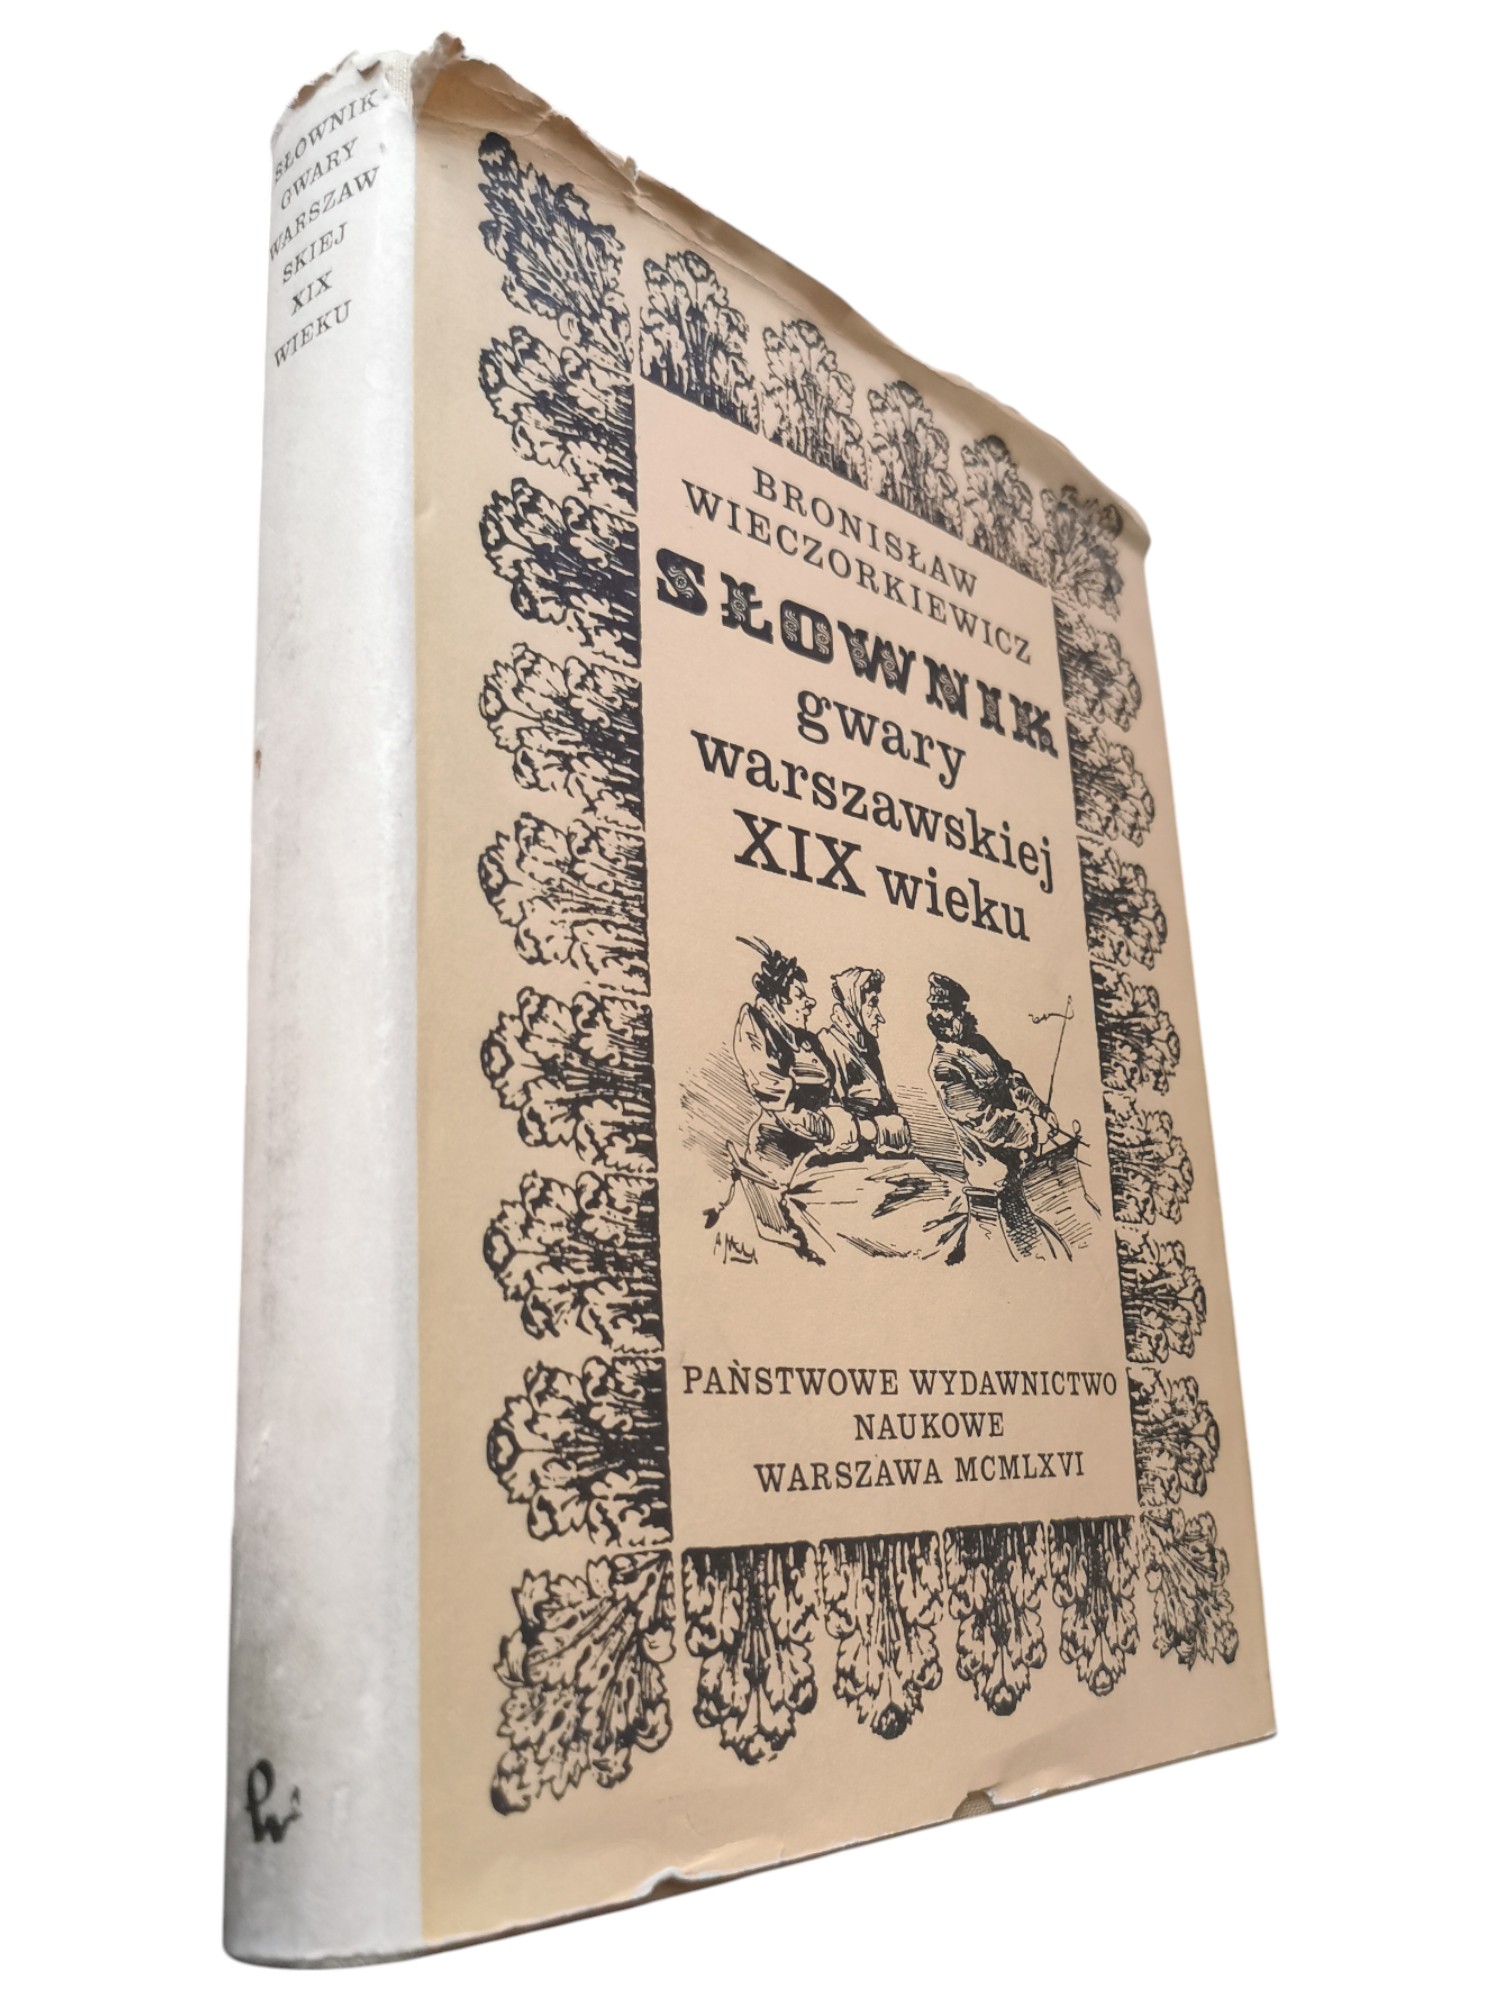 SŁOWNIK
GWARY
WARSZAW
SKIEJ
XIX
WIEKU
BRONISŁAW
WIECZORKIEWICZ
SŁOWNIK
gwary
warszawskiej
XIX wieku
PAŃSTWOWE WYDAWNICTWO
NAUKOWE
WARSZAWA MCMLXVI